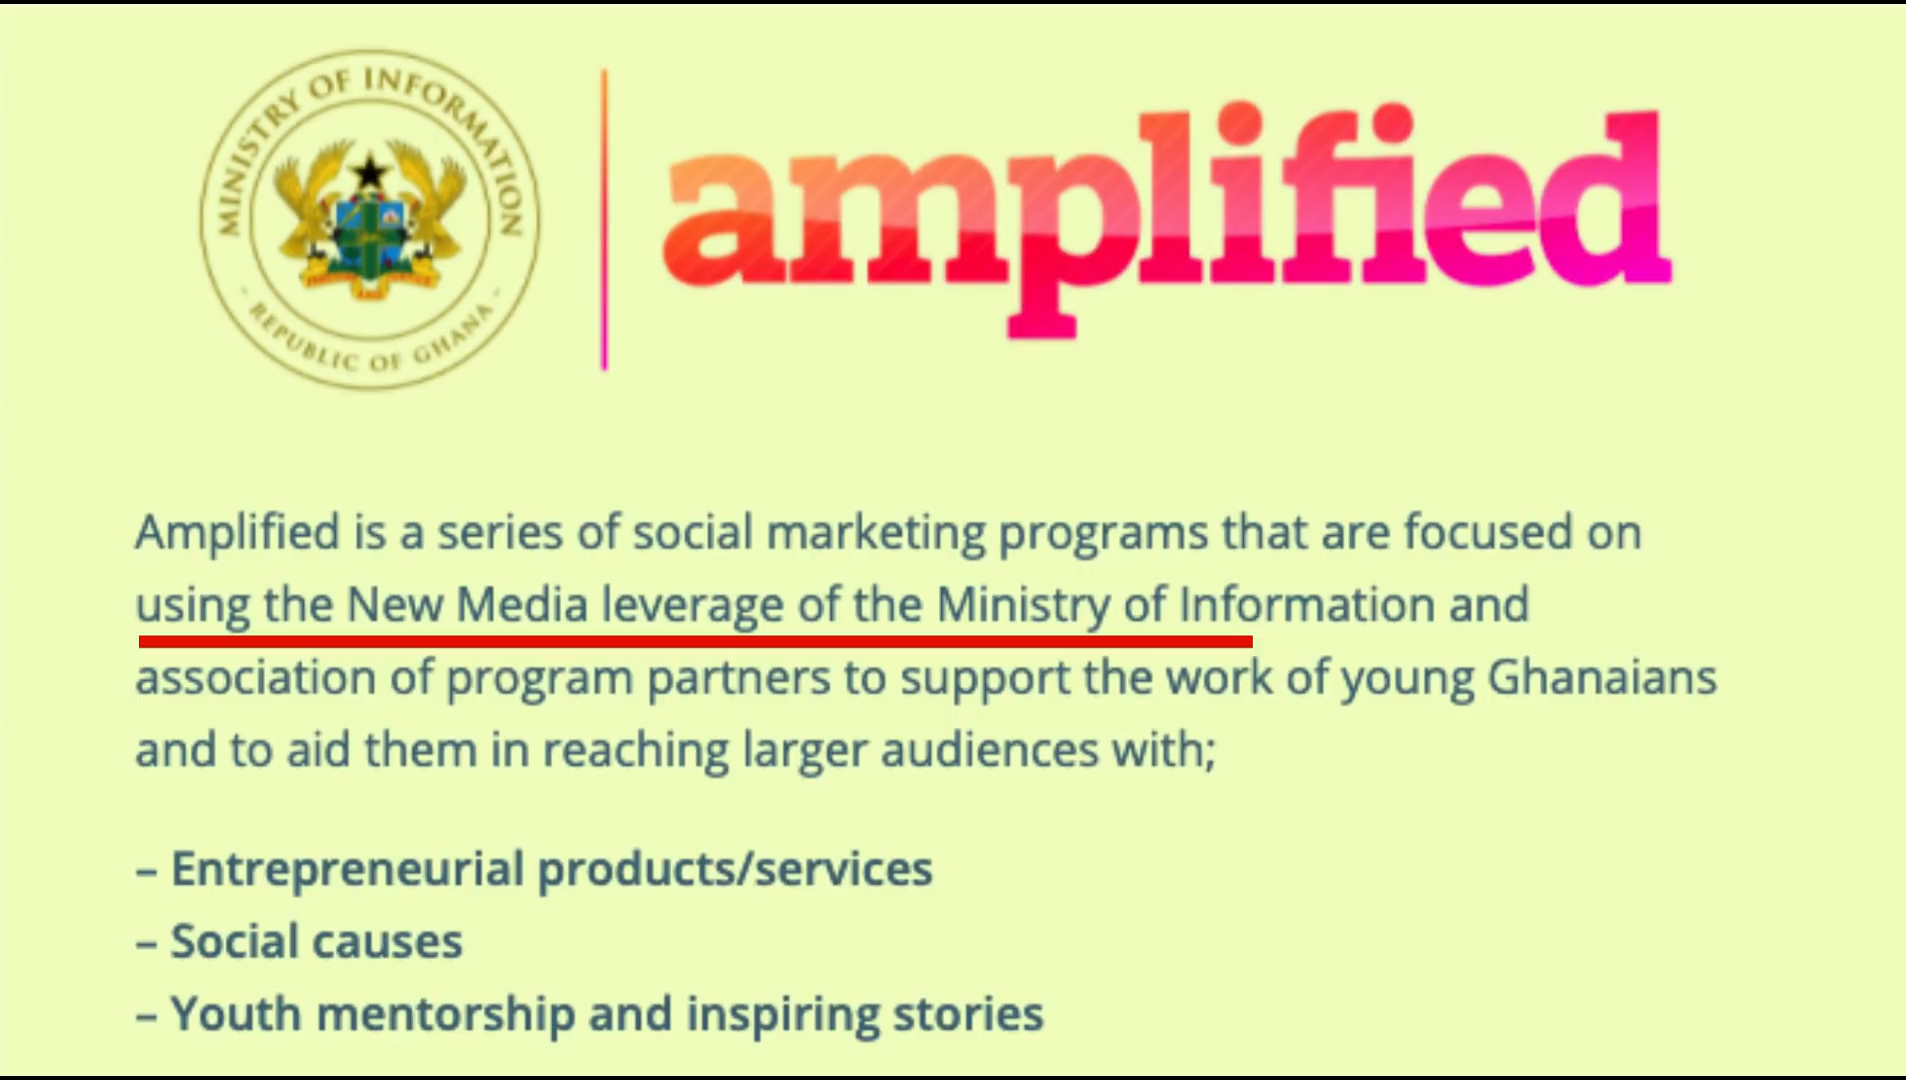 MINISTRY OF INFORMATION
- REPUBLIC OF GHANA -
amplified
Amplified is a series of social marketing programs that are focused on
using the New Media leverage of the Ministry of Information and
association of program partners to support the work of young Ghanaians
and to aid them in reaching larger audiences with;
– Entrepreneurial products/services
– Social causes
– Youth mentorship and inspiring stories